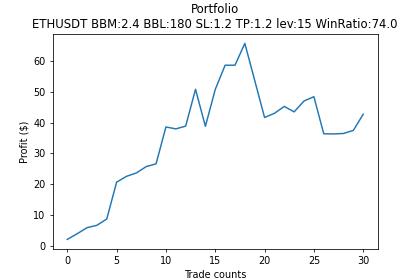 Portfolio
ETHUSDT BBM:2.4 BBL:180 SL:1.2 TP:1.2 lev:15 WinRatio:74.0
60
50
40
30
20
10
0
Profit ($)
0 5 10 15 20 25 30
Trade counts